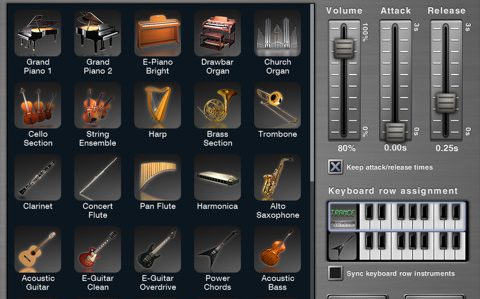 Volume Attack Release
100% 3s 3s
0% 0s 0s
80% 0.00s 0.25s
Grand
Piano 1
Grand
Piano 2
E-Piano
Bright
Drawbar
Organ
Church
Organ
Cello
Section
String
Ensemble
Harp
Brass
Section
Trombone
Clarinet
Concert
Flute
Pan Flute
Harmonica
Alto
Saxophone
Acoustic
Guitar
E-Guitar
Clean
E-Guitar
Overdrive
Power
Chords
Acoustic
Bass
Keep attack/release times
Keyboard row assignment
TRANCE
Sync keyboard row instruments